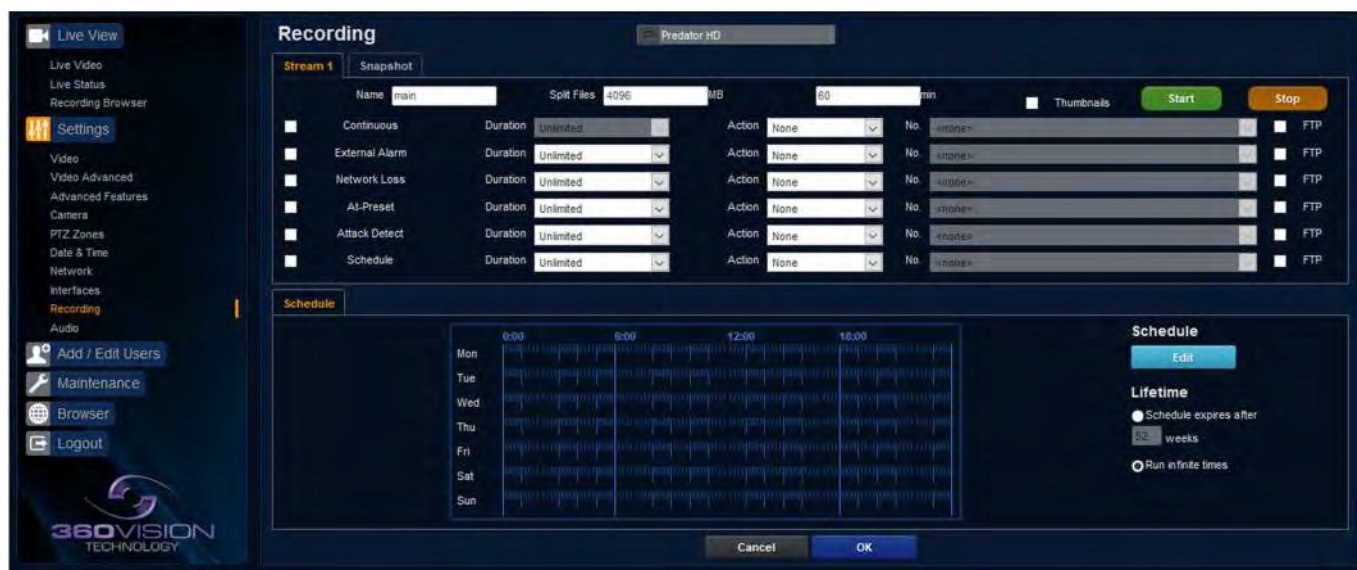 Live View
Live Video
Live Status
Recording Browser
Settings
Video
Video Advanced
Advanced Features
Camera
PTZ Zones
Date & Time
Network
Interfaces
Recording
Audio
Add / Edit Users
Maintenance
Browser
Logout
360VISION
TECHNOLOGY
Recording Predator HD
Stream 1 Snapshot
Name main Split Files 4096 MB 60 min Thumbnails Start Stop
Continuous Duration Unlimited Action None No. <none> FTP
External Alarm Duration Unlimited Action None No. <none> FTP
Network Loss Duration Unlimited Action None No. <none> FTP
At-Preset Duration Unlimited Action None No. <none> FTP
Attack Detect Duration Unlimited Action None No. <none> FTP
Schedule Duration Unlimited Action None No. <none> FTP
Schedule
0:00 6:00 12:00 18:00
Mon
Tue
Wed
Thu
Fri
Sat
Sun
Schedule
Edit
Lifetime
Schedule expires after
52 weeks
Run infinite times
Cancel OK